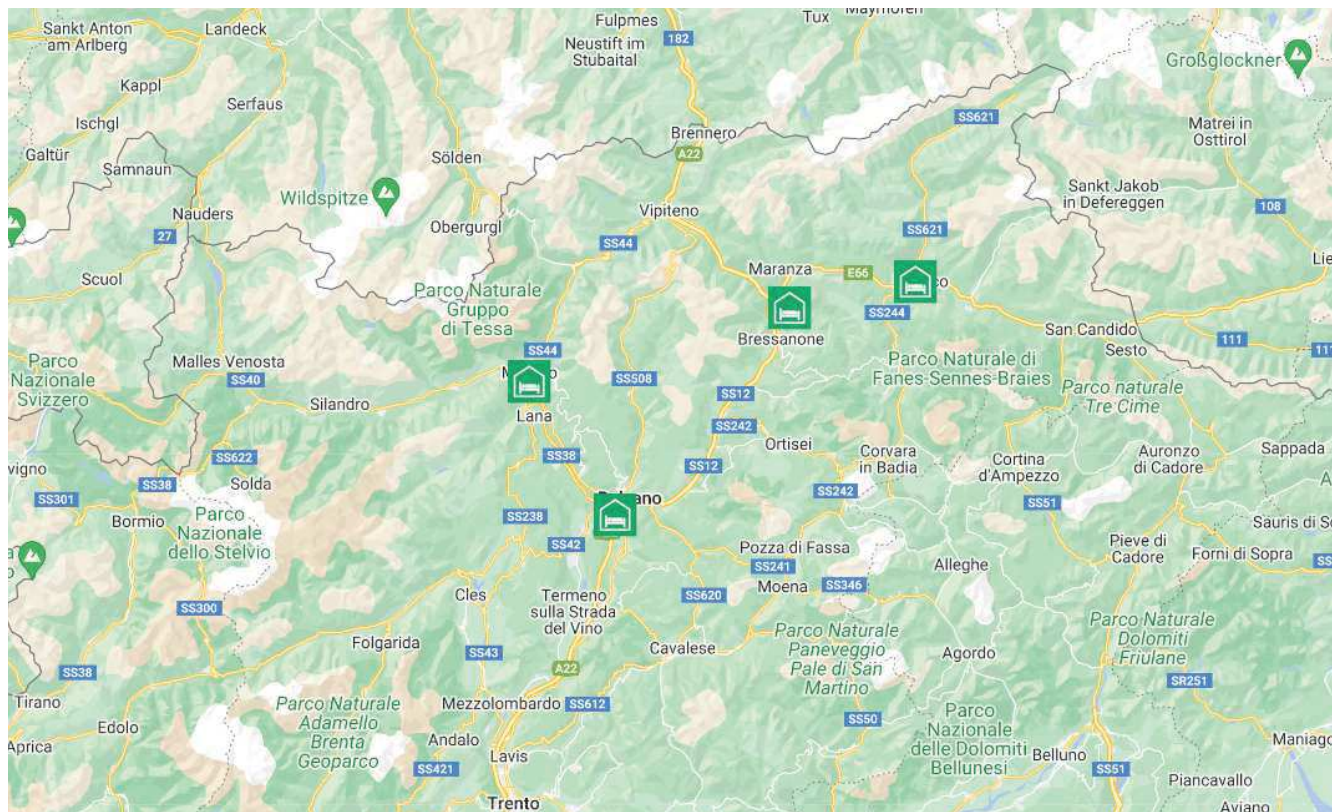 Sankt Anton
am Arlberg
Landeck
Fulpmes
Tux
182
Neustift im
Stubaital
Großglockner
Kappl
Serfaus
Ischgl
SS621
Matrei in
Osttirol
Brennero
Galtür
Samnaun
Sölden
A22
Wildspitze
Sankt Jakob
in Defereggen
Nauders
Obergurgl
Vipiteno
108
27
SS44
SS621
Scuol
Maranza
E66
Parco Naturale
Gruppo
di Tessa
SS244
San Candido
Bressanone
111
Sesto
SS44
Malles Venosta
Parco
Nazionale
Svizzero
SS40
Parco Naturale di
Fanes-Sennes-Braies
SS508
SS12
Parco naturale
Tre Cime
Silandro
Lana
SS242
Ortisei
Corvara
in Badia
Auronzo
di Cadore
Sappada
SS622
SS38
SS12
Cortina
d'Ampezzo
SS38
Solda
SS301
SS242
SS51
Bormio
SS238
Parco
Nazionale
dello Stelvio
SS42
Pozza di Fassa
Pieve di
Cadore
Forni di Sopra
SS241
Alleghe
SS346
Moena
Cles
Termeno
sulla Strada
del Vino
SS620
SS300
Folgarida
SS43
Cavalese
Parco Naturale
Paneveggio
Pale di San
Martino
Parco Naturale
Dolomiti
Friulane
Agordo
A22
SS38
SR251
Tirano
Mezzolombardo
SS612
Parco Naturale
Adamello
Brenta
Geoparco
Edolo
Aprica
Andalo
SS50
Parco
Nazionale
delle Dolomiti
Bellunesi
Maniago
Lavis
Belluno
SS421
SS51
Piancavallo
Trento
Aviano